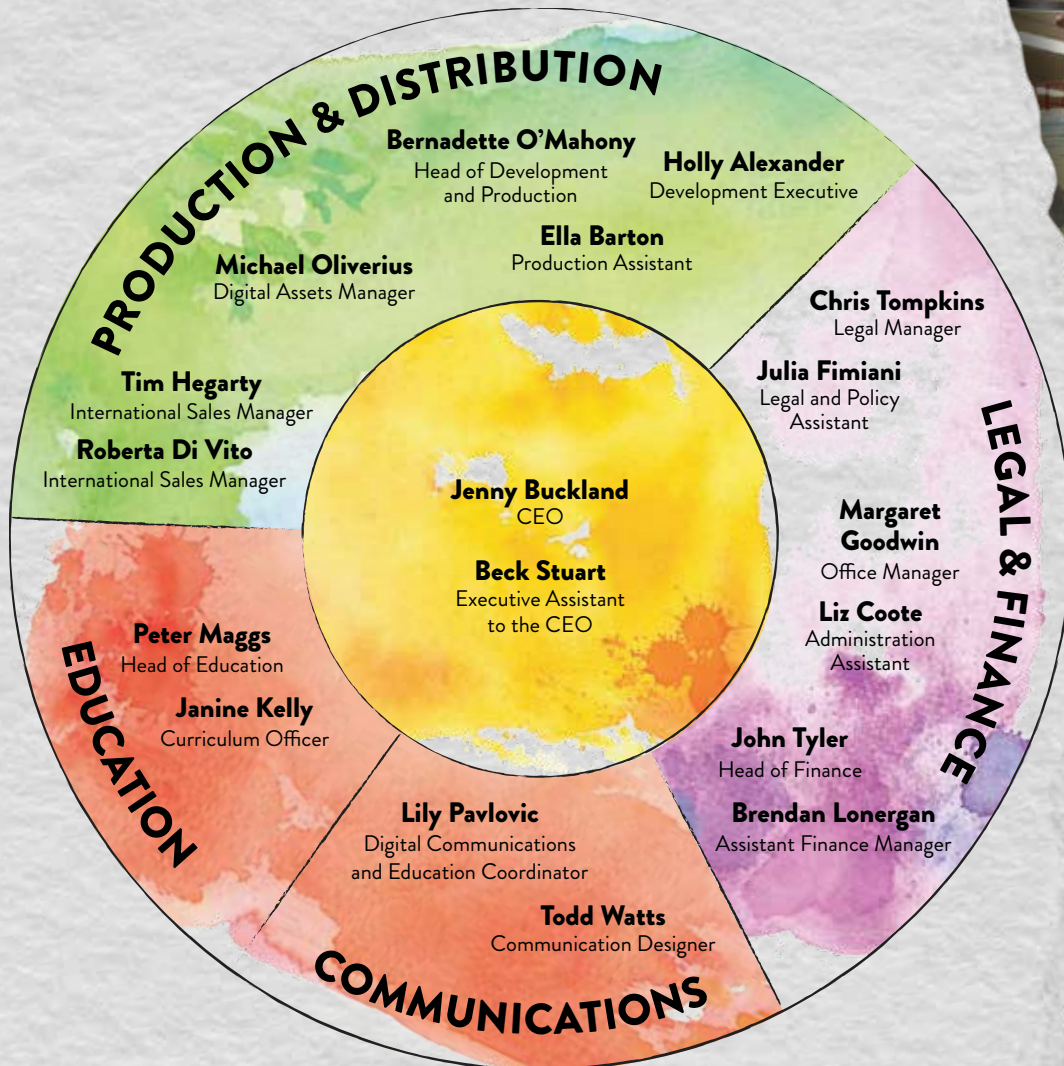 PRODUCTION & DISTRIBUTION
Bernadette O’Mahony
Head of Development
and Production
Holly Alexander
Development Executive
Ella Barton
Production Assistant
Michael Oliverius
Digital Assets Manager
Tim Hegarty
International Sales Manager
Roberta Di Vito
International Sales Manager
LEGAL & FINANCE
Chris Tompkins
Legal Manager
Julia Fimiani
Legal and Policy
Assistant
Margaret
Goodwin
Office Manager
Liz Coote
Administration
Assistant
John Tyler
Head of Finance
Brendan Lonergan
Assistant Finance Manager
Jenny Buckland
CEO
Beck Stuart
Executive Assistant
to the CEO
EDUCATION
Peter Maggs
Head of Education
Janine Kelly
Curriculum Officer
Lily Pavlovic
Digital Communications
and Education Coordinator
Todd Watts
Communication Designer
COMMUNICATIONS